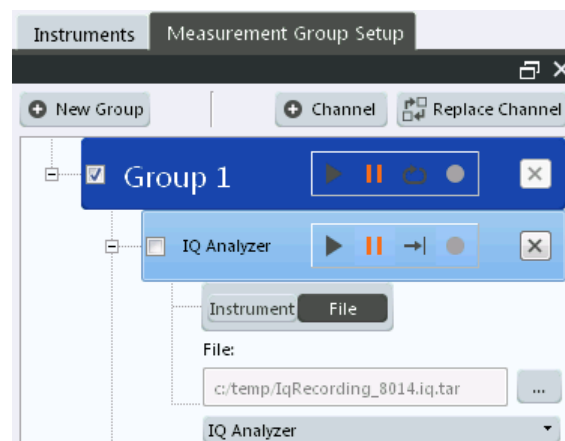 Instruments Measurement Group Setup
New Group Channel Replace Channel
Group 1
IQ Analyzer
Instrument File
File:
c:/temp/IqRecording_8014.iq.tar ...
IQ Analyzer